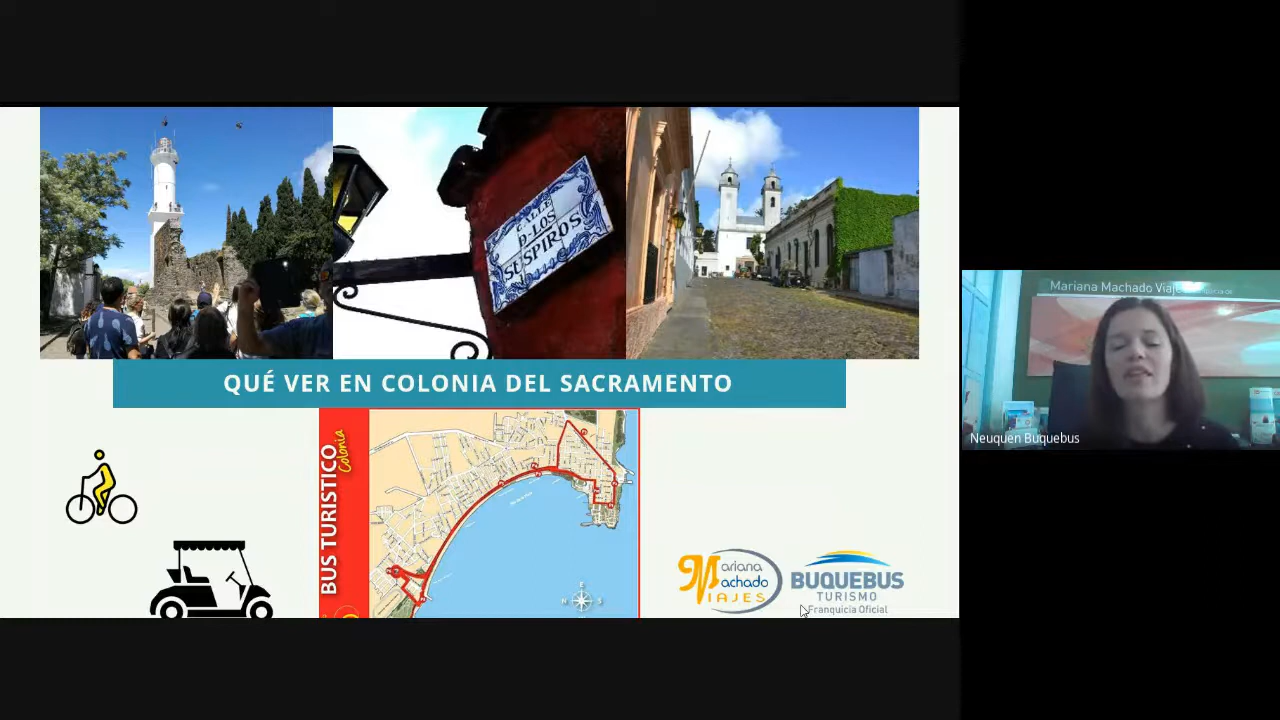 CALLE
D-LOS
SUSPIROS
QUÉ VER EN COLONIA DEL SACRAMENTO
BUS TURISTICO
Colonia
Mariana
Machado
VIAJES
BUQUEBUS
TURISMO
Franquicia Oficial
Mariana Machado Viaje
Neuquen Buquebus